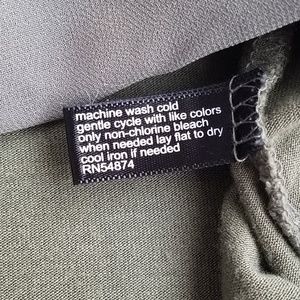 machine wash cold
gentle cycle with like colors
only non-chlorine bleach
when needed lay flat to dry
cool iron if needed
RN54874